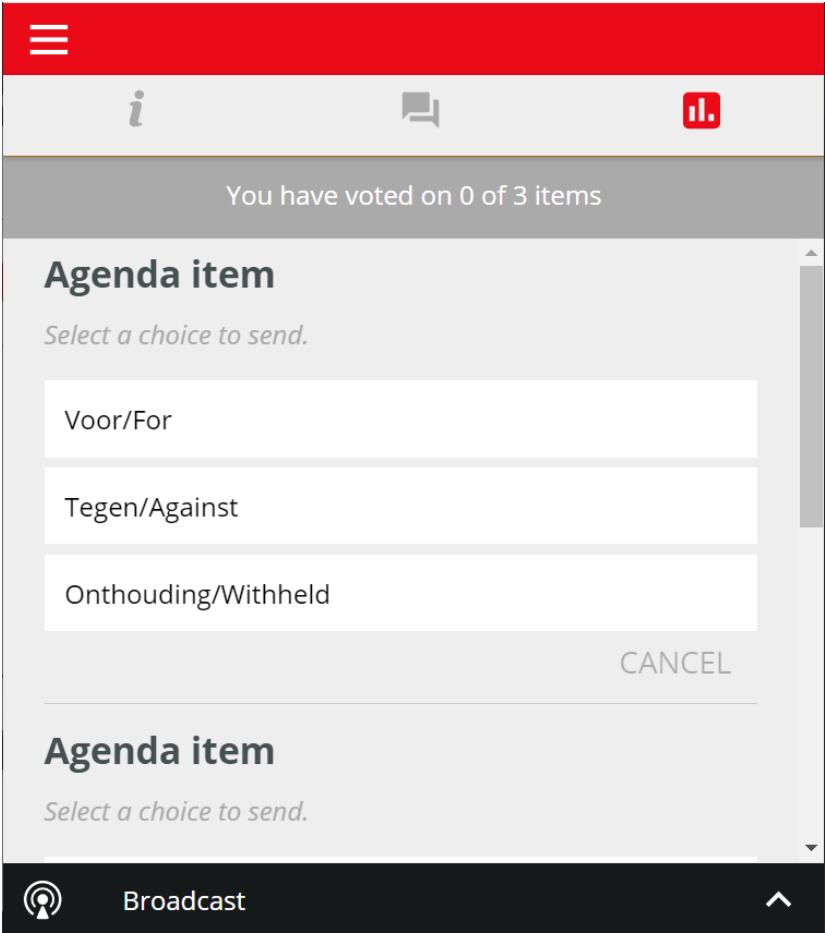 You have voted on 0 of 3 items
Agenda item
Select a choice to send.
Voor/For
Tegen/Against
Onthouding/Withheld
CANCEL
Agenda item
Select a choice to send.
Broadcast